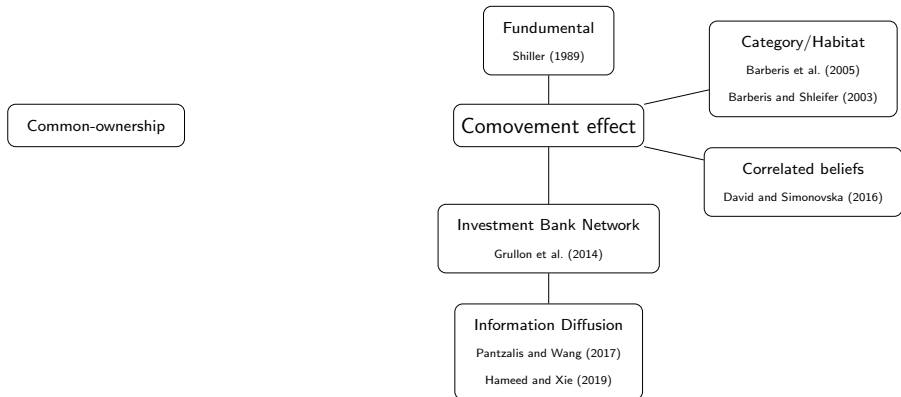 Fundumental
Shiller (1989)
Category/Habitat
Barberis et al. (2005)
Barberis and Shleifer (2003)
Common-ownership
Comovement effect
Correlated beliefs
David and Simonovska (2016)
Investment Bank Network
Grullon et al. (2014)
Information Diffusion
Pantzalis and Wang (2017)
Hameed and Xie (2019)